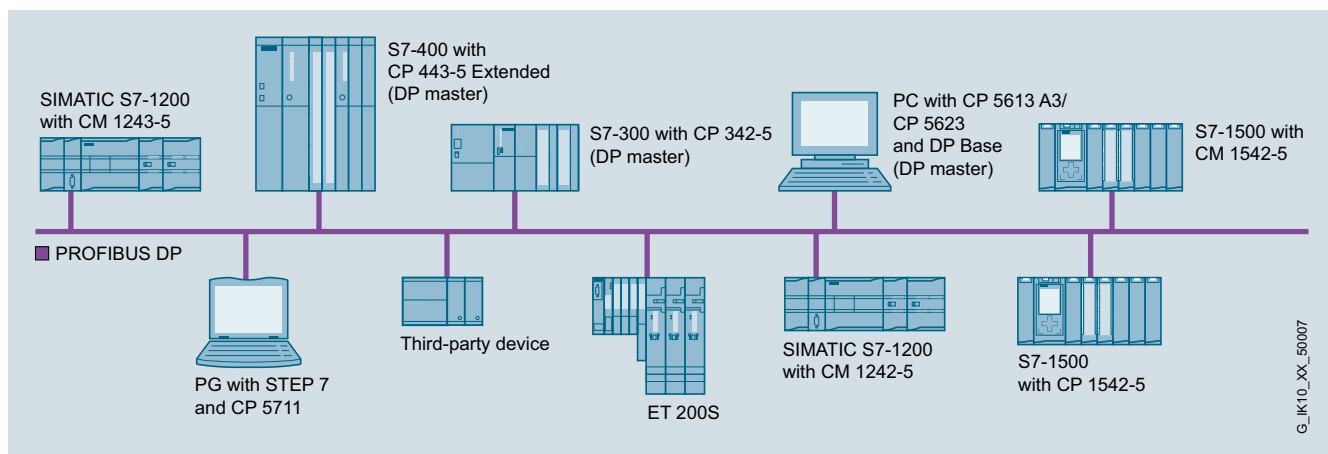 S7-400 with
CP 443-5 Extended
(DP master)
SIMATIC S7-1200
with CM 1243-5
S7-300 with CP 342-5
(DP master)
PC with CP 5613 A3/
CP 5623
and DP Base
(DP master)
S7-1500 with
CM 1542-5
PROFIBUS DP
PG with STEP 7
and CP 5711
Third-party device
ET 200S
SIMATIC S7-1200
with CM 1242-5
S7-1500
with CP 1542-5
G_IK10_XX_50007